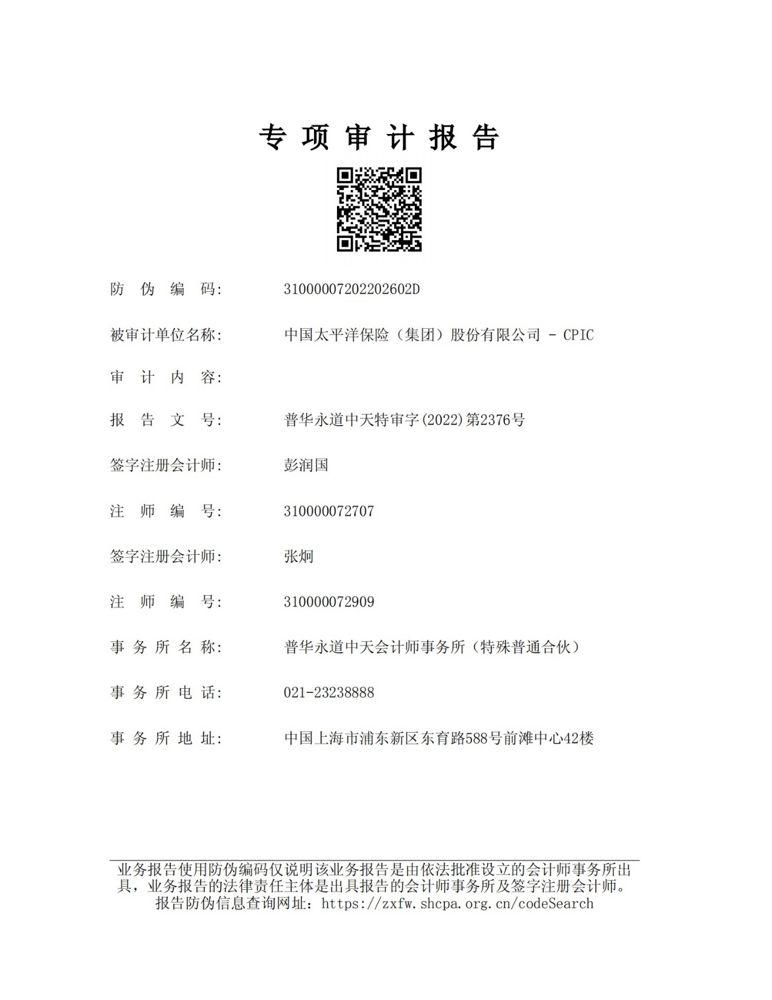 专项审计报告
防伪编码: 31000007202202602D
被审计单位名称: 中国太平洋保险（集团）股份有限公司 - CPIC
审计内容:
报告文号: 普华永道中天特审字(2022)第2376号
签字注册会计师: 彭润国
注师编号: 310000072707
签字注册会计师: 张炯
注师编号: 310000072909
事务所名称: 普华永道中天会计师事务所（特殊普通合伙）
事务所电话: 021-23238888
事务所地址: 中国上海市浦东新区东育路588号前滩中心42楼
业务报告使用防伪编码仅说明该业务报告是由依法批准设立的会计师事务所出
具，业务报告的法律责任主体是出具报告的会计师事务所及签字注册会计师。
报告防伪信息查询网址：https://zxfw.shcpa.org.cn/codeSearch